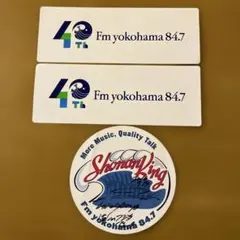 40Th Fm yokohama 84.7
40Th Fm yokohama 84.7
More Music, Quality Talk
Shonan King
Fm yokohama 84.7